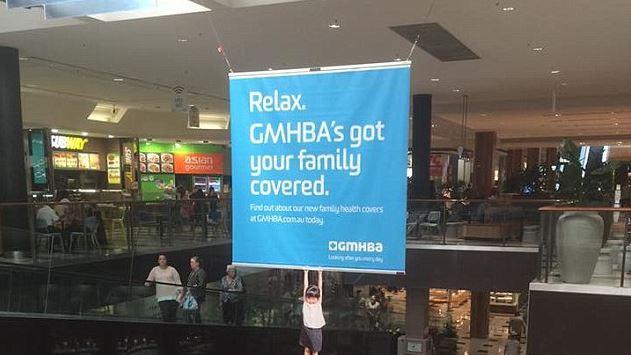 Relax.
GMHBA's got
your family
covered.
Find out about our new family health covers
at GMHBA.com.au today.
GMHBA
Looking after you every day
SUBWAY
asian
gourmet